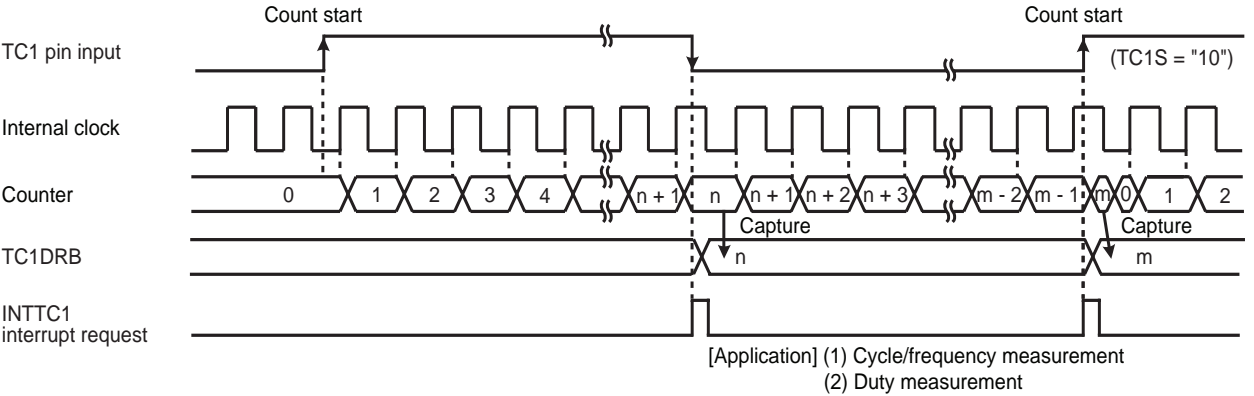 Count start
Count start
TC1 pin input
(TC1S = "10")
Internal clock
Counter
0 1 2 3 4 n + 1 n n + 1 n + 2 n + 3 m - 2 m - 1 m 0 1 2
Capture
Capture
TC1DRB
n
m
INTTC1
interrupt request
[Application] (1) Cycle/frequency measurement
(2) Duty measurement